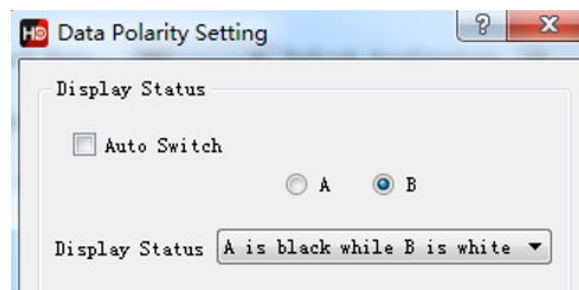 HD Data Polarity Setting ? X
Display Status
Auto Switch
A B
Display Status A is black while B is white